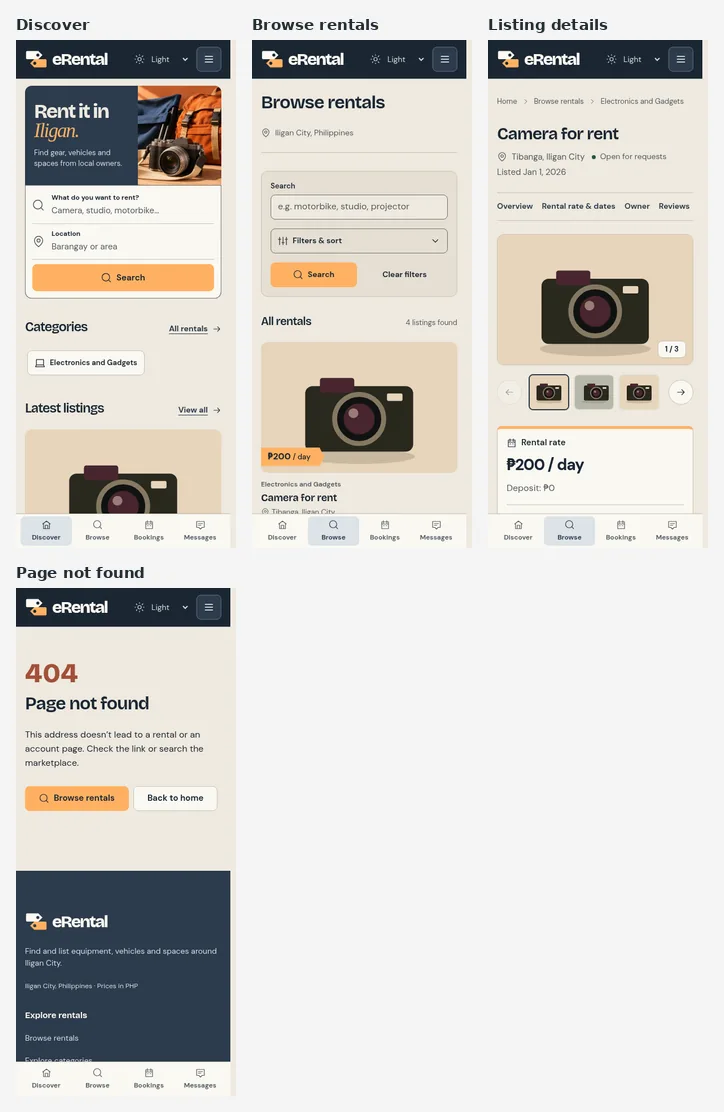 Discover
eRental
Light
Rent it in
Iligan.
Find gear, vehicles and
spaces from local owners.
What do you want to rent?
Camera, studio, motorbike...
Location
Barangay or area
Search
Categories
All rentals
Electronics and Gadgets
Latest listings
View all
Discover
Browse
Bookings
Messages
Browse rentals
eRental
Light
Browse rentals
Iligan City, Philippines
Search
e.g. motorbike, studio, projector
Filters & sort
Search
Clear filters
All rentals
4 listings found
₱200 / day
Electronics and Gadgets
Camera for rent
Tibanga, Iligan City
Discover
Browse
Bookings
Messages
Listing details
eRental
Light
Home
Browse rentals
Electronics and Gadgets
Camera for rent
Tibanga, Iligan City
Open for requests
Listed Jan 1, 2026
Overview
Rental rate & dates
Owner
Reviews
1 / 3
Rental rate
₱200 / day
Deposit: ₱0
Discover
Browse
Bookings
Messages
Page not found
eRental
Light
404
Page not found
This address doesn't lead to a rental or an
account page. Check the link or search the
marketplace.
Browse rentals
Back to home
eRental
Find and list equipment, vehicles and spaces around
Iligan City.
Iligan City, Philippines · Prices in PHP
Explore rentals
Browse rentals
Explore categories
Discover
Browse
Bookings
Messages